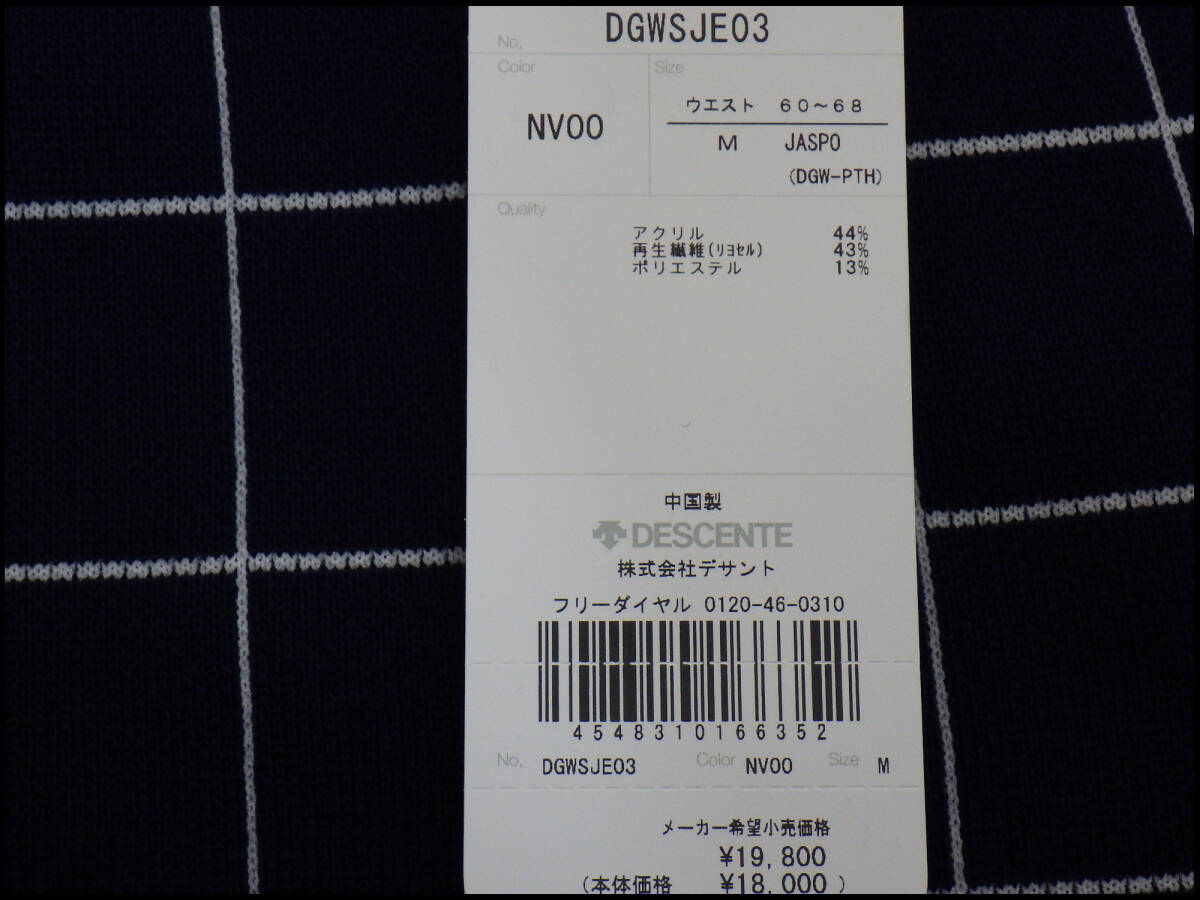 No. DGWSJE03
Color
NV00
Size
ウエスト 60~68
M JASPO
(DGW-PTH)
Quality
アクリル 44%
再生繊維(リヨセル) 43%
ポリエステル 13%
中国製
DESCENTE
株式会社デサント
フリーダイヤル 0120-46-0310
4548310166352
No. DGWSJE03 Color NV00 Size M
メーカー希望小売価格
¥19,800
(本体価格 ¥18,000)